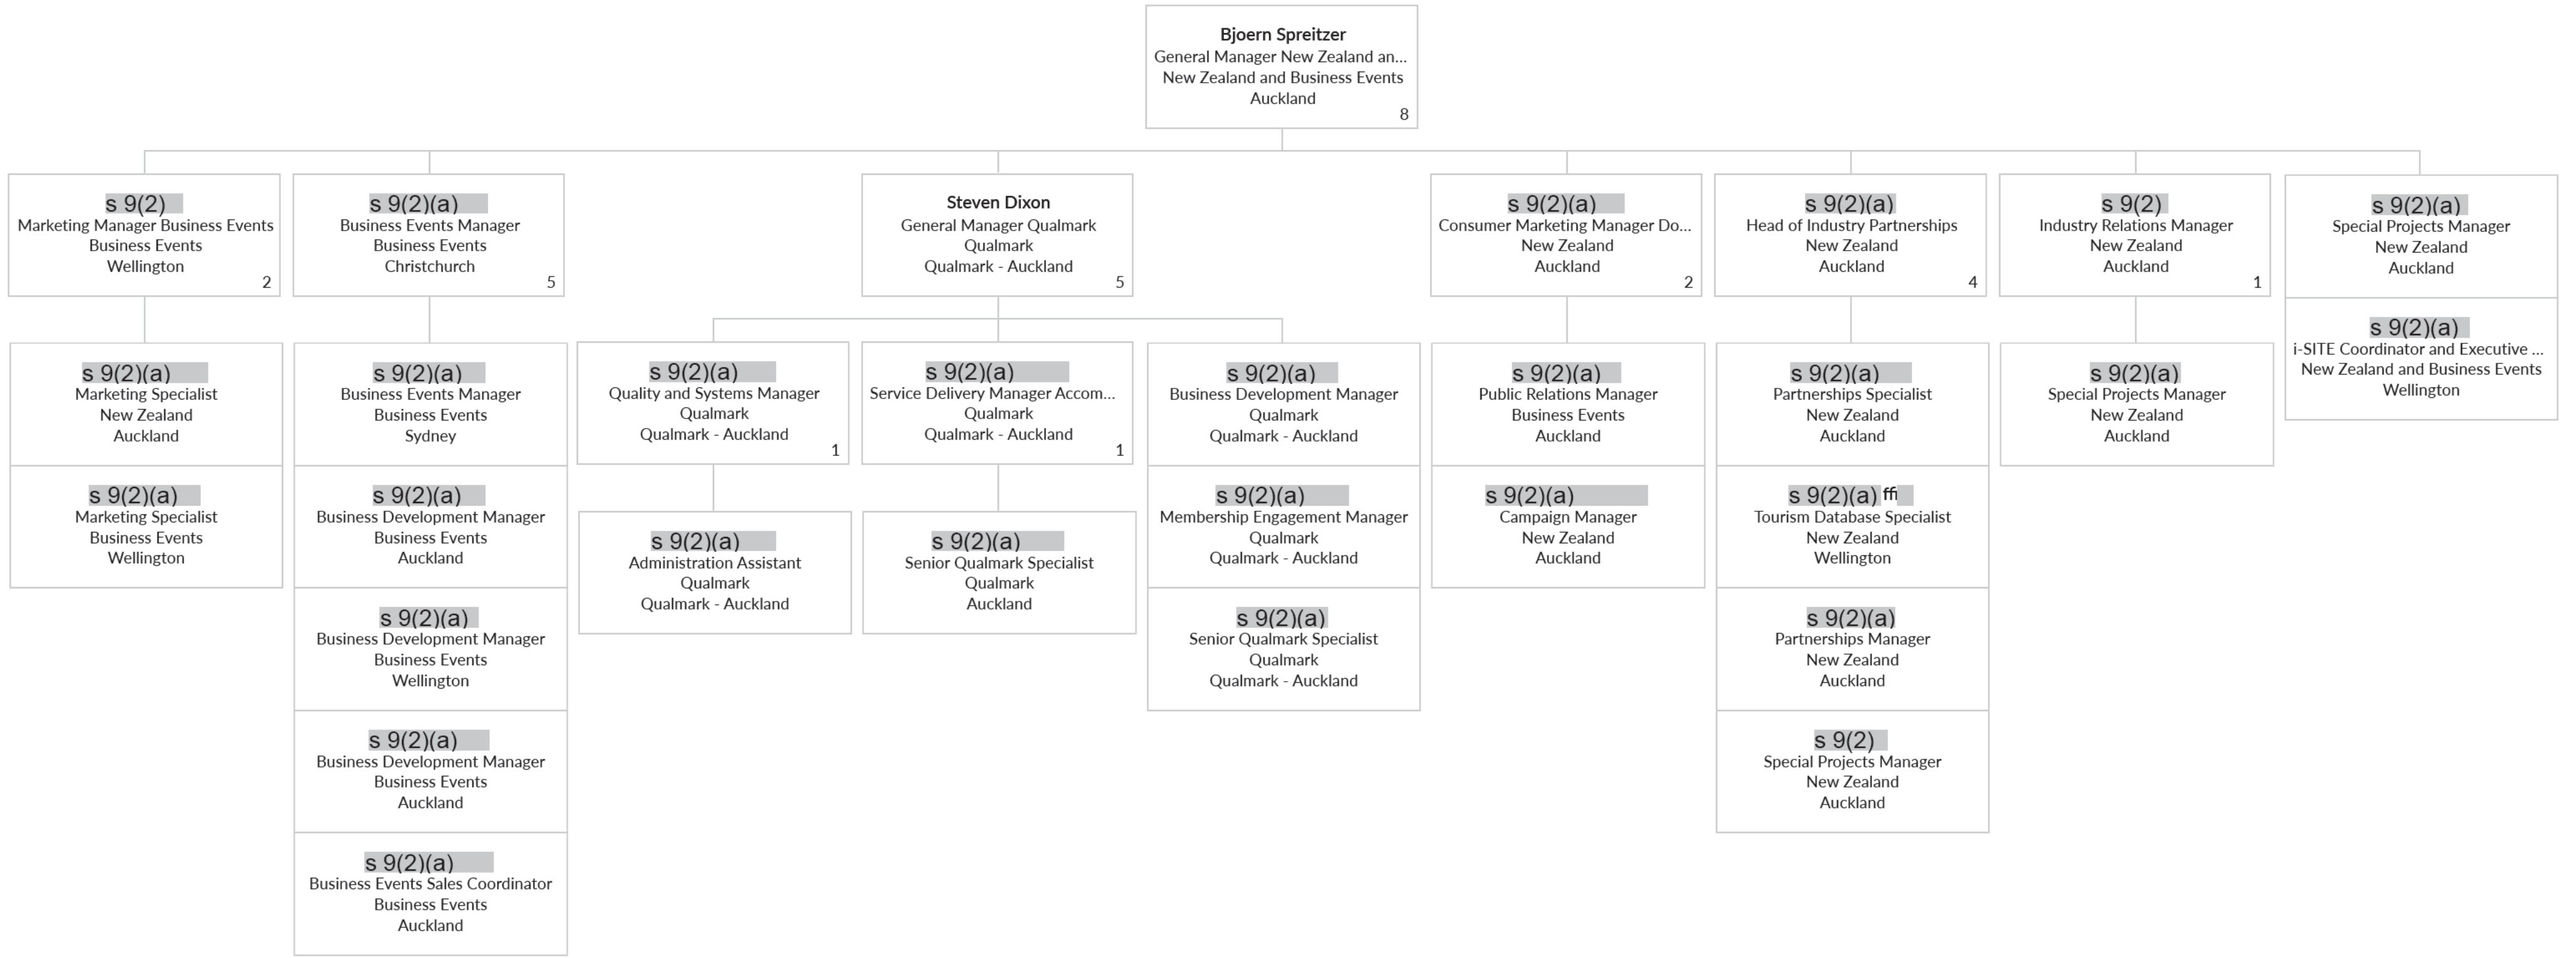 Bjoern Spreitzer
General Manager New Zealand an...
New Zealand and Business Events
Auckland
8
s 9(2)
Marketing Manager Business Events
Business Events
Wellington
2
s 9(2)(a)
Business Events Manager
Business Events
Christchurch
5
Steven Dixon
General Manager Qualmark
Qualmark
Qualmark - Auckland
5
s 9(2)(a)
Consumer Marketing Manager Do...
New Zealand
Auckland
2
s 9(2)(a)
Head of Industry Partnerships
New Zealand
Auckland
4
s 9(2)
Industry Relations Manager
New Zealand
Auckland
1
s 9(2)(a)
Special Projects Manager
New Zealand
Auckland
s 9(2)(a)
i-SITE Coordinator and Executive ...
New Zealand and Business Events
Wellington
s 9(2)(a)
Marketing Specialist
New Zealand
Auckland
s 9(2)(a)
Marketing Specialist
Business Events
Wellington
s 9(2)(a)
Business Events Manager
Business Events
Sydney
s 9(2)(a)
Business Development Manager
Business Events
Auckland
s 9(2)(a)
Business Development Manager
Business Events
Wellington
s 9(2)(a)
Business Development Manager
Business Events
Auckland
s 9(2)(a)
Business Events Sales Coordinator
Business Events
Auckland
s 9(2)(a)
Quality and Systems Manager
Qualmark
Qualmark - Auckland
1
s 9(2)(a)
Administration Assistant
Qualmark
Qualmark - Auckland
s 9(2)(a)
Service Delivery Manager Accom...
Qualmark
Qualmark - Auckland
1
s 9(2)(a)
Senior Qualmark Specialist
Qualmark
Auckland
s 9(2)(a)
Business Development Manager
Qualmark
Qualmark - Auckland
s 9(2)(a)
Membership Engagement Manager
Qualmark
Qualmark - Auckland
s 9(2)(a)
Senior Qualmark Specialist
Qualmark
Qualmark - Auckland
s 9(2)(a)
Public Relations Manager
Business Events
Auckland
s 9(2)(a)
Campaign Manager
New Zealand
Auckland
s 9(2)(a)
Partnerships Specialist
New Zealand
Auckland
s 9(2)(a) ffi
Tourism Database Specialist
New Zealand
Wellington
s 9(2)(a)
Partnerships Manager
New Zealand
Auckland
s 9(2)
Special Projects Manager
New Zealand
Auckland
s 9(2)(a)
Special Projects Manager
New Zealand
Auckland